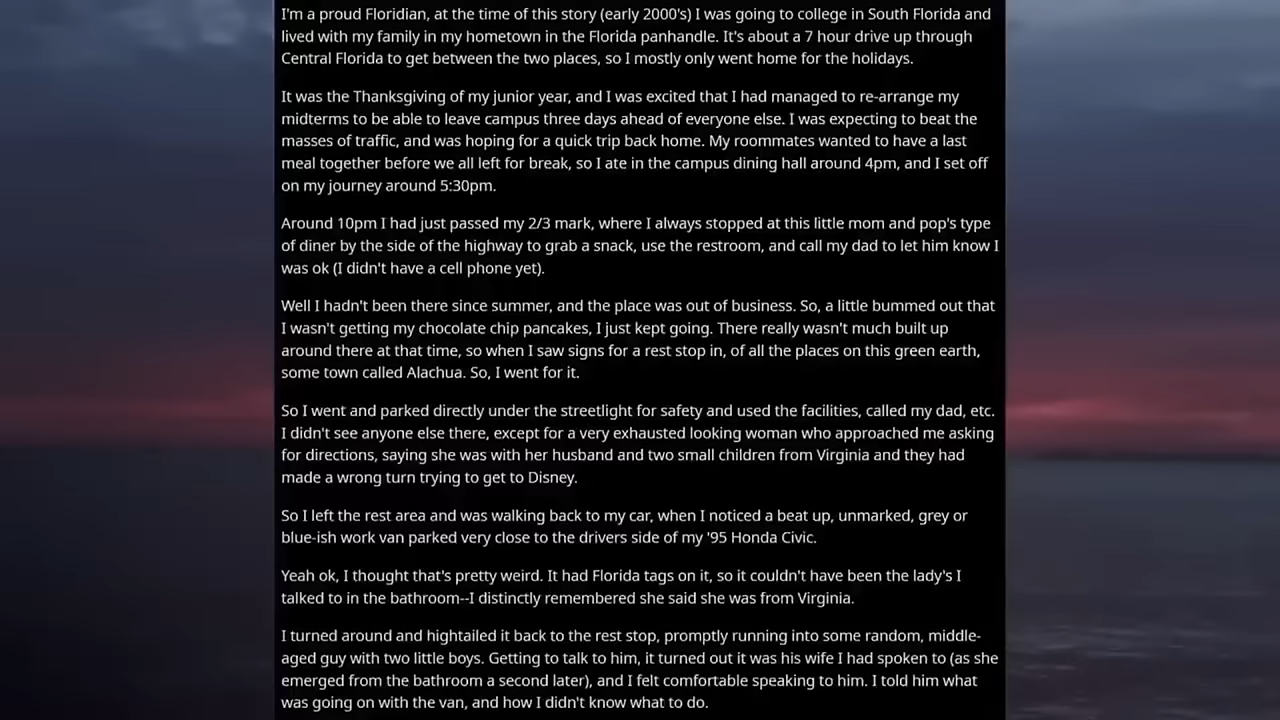 I'm a proud Floridian, at the time of this story (early 2000's) I was going to college in South Florida and
lived with my family in my hometown in the Florida panhandle. It's about a 7 hour drive up through
Central Florida to get between the two places, so I mostly only went home for the holidays.
It was the Thanksgiving of my junior year, and I was excited that I had managed to re-arrange my
midterms to be able to leave campus three days ahead of everyone else. I was expecting to beat the
masses of traffic, and was hoping for a quick trip back home. My roommates wanted to have a last
meal together before we all left for break, so I ate in the campus dining hall around 4pm, and I set off
on my journey around 5:30pm.
Around 10pm I had just passed my 2/3 mark, where I always stopped at this little mom and pop's type
of diner by the side of the highway to grab a snack, use the restroom, and call my dad to let him know I
was ok (I didn't have a cell phone yet).
Well I hadn't been there since summer, and the place was out of business. So, a little bummed out that
I wasn't getting my chocolate chip pancakes, I just kept going. There really wasn't much built up
around there at that time, so when I saw signs for a rest stop in, of all the places on this green earth,
some town called Alachua. So, I went for it.
So I went and parked directly under the streetlight for safety and used the facilities, called my dad, etc.
I didn't see anyone else there, except for a very exhausted looking woman who approached me asking
for directions, saying she was with her husband and two small children from Virginia and they had
made a wrong turn trying to get to Disney.
So I left the rest area and was walking back to my car, when I noticed a beat up, unmarked, grey or
blue-ish work van parked very close to the drivers side of my '95 Honda Civic.
Yeah ok, I thought that's pretty weird. It had Florida tags on it, so it couldn't have been the lady's I
talked to in the bathroom--I distinctly remembered she said she was from Virginia.
I turned around and hightailed it back to the rest stop, promptly running into some random, middle-
aged guy with two little boys. Getting to talk to him, it turned out it was his wife I had spoken to (as she
emerged from the bathroom a second later), and I felt comfortable speaking to him. I told him what
was going on with the van, and how I didn't know what to do.